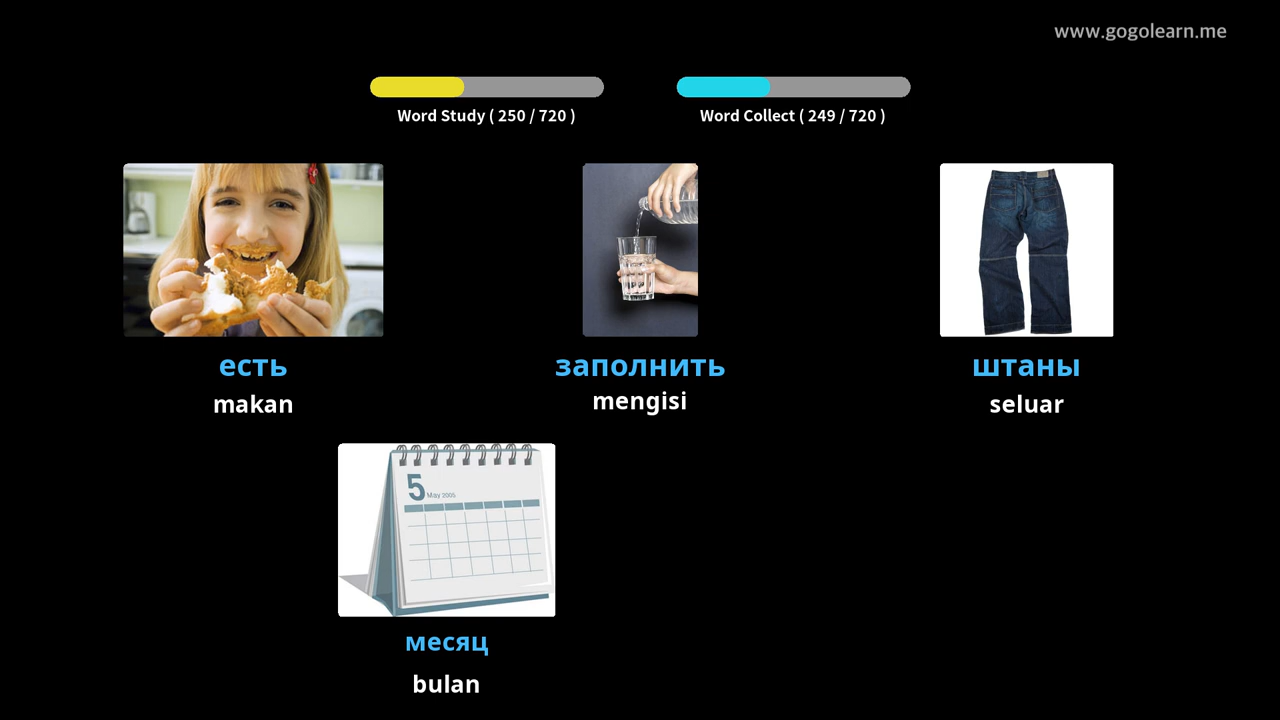 www.gogolearn.me
Word Study ( 250 / 720 )
Word Collect ( 249 / 720 )
есть
makan
заполнить
mengisi
штаны
seluar
5 May 2005
месяц
bulan